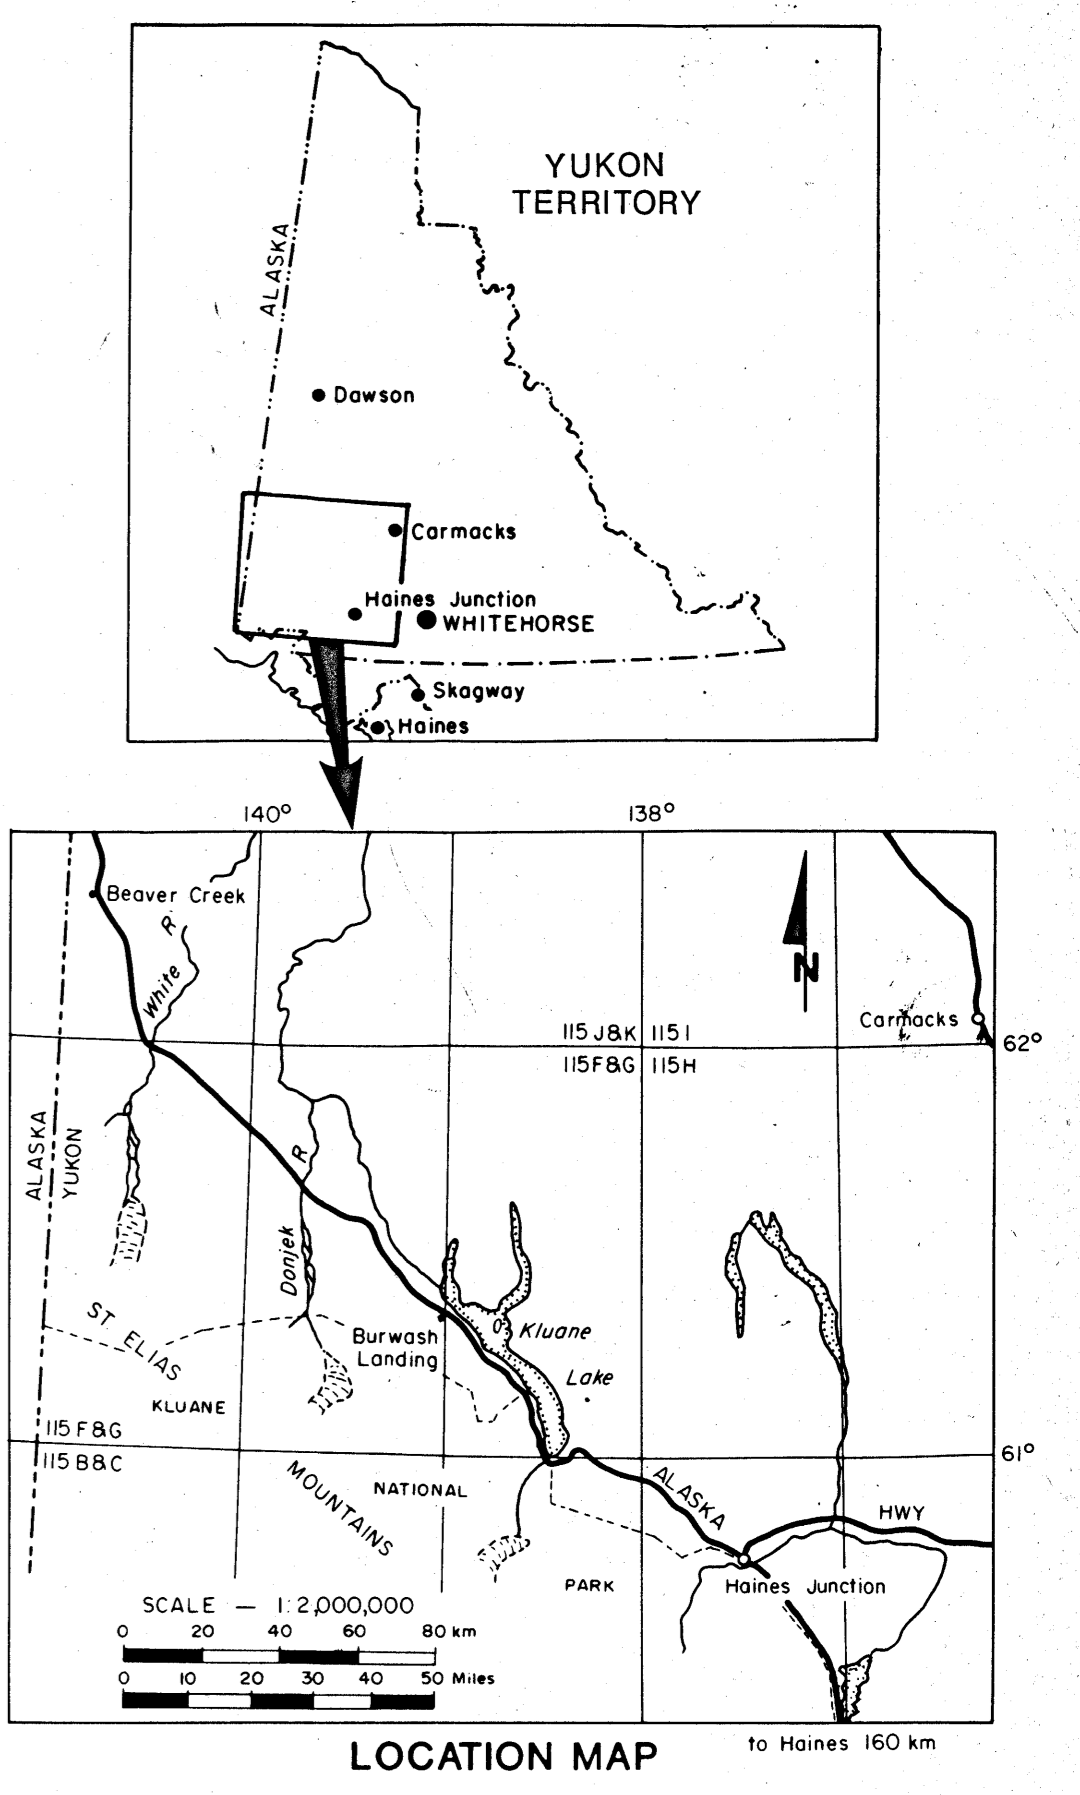 YUKON
TERRITORY
ALASKA
Dawson
Carmacks
Haines Junction
WHITEHORSE
Skagway
Haines
140°
138°
Beaver Creek
White R
N
Carmacks
115 J&K
115 I
62°
115 F&G
115 H
ALASKA
YUKON
Donjek R
ST. ELIAS
Burwash
Landing
Kluane
Lake
KLUANE
115 F&G
115 B&C
61°
MOUNTAINS
NATIONAL
ALASKA
HWY
PARK
Haines Junction
SCALE — 1:2,000,000
0 20 40 60 80 km
0 10 20 30 40 50 Miles
to Haines 160 km
LOCATION MAP